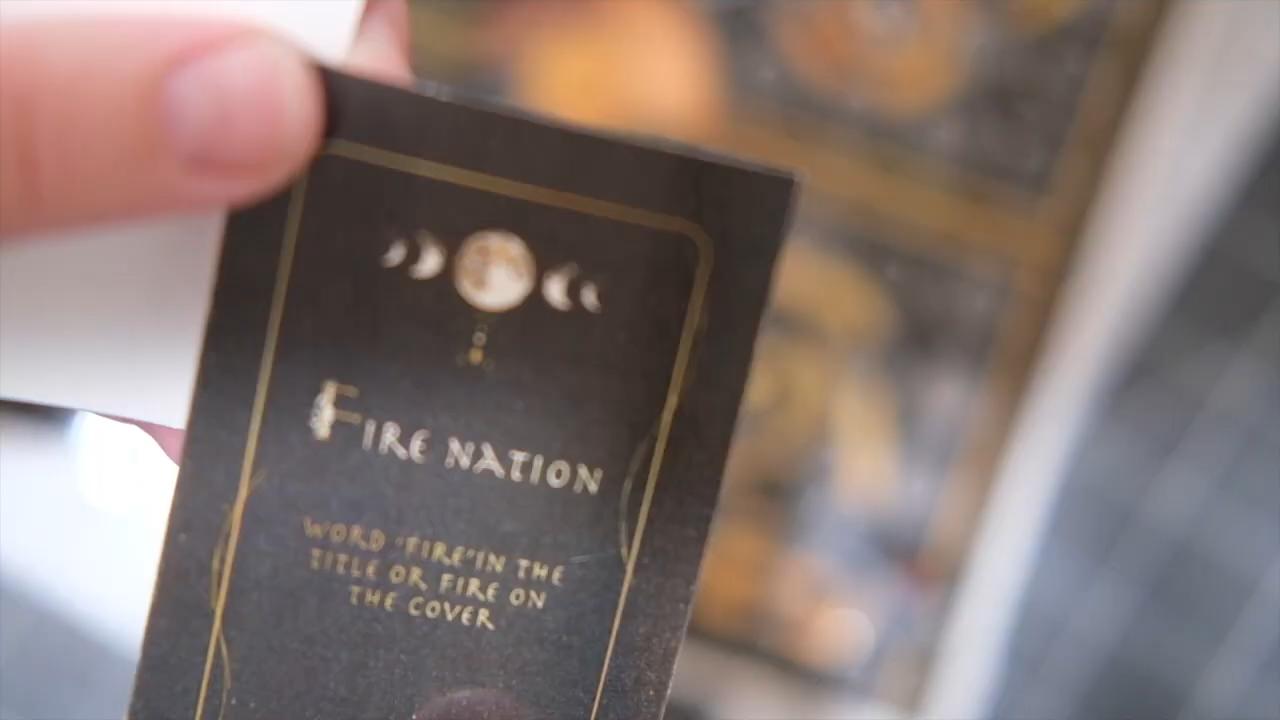 FIRE NATION
WORD 'FIRE' IN THE
TITLE OR FIRE ON
THE COVER